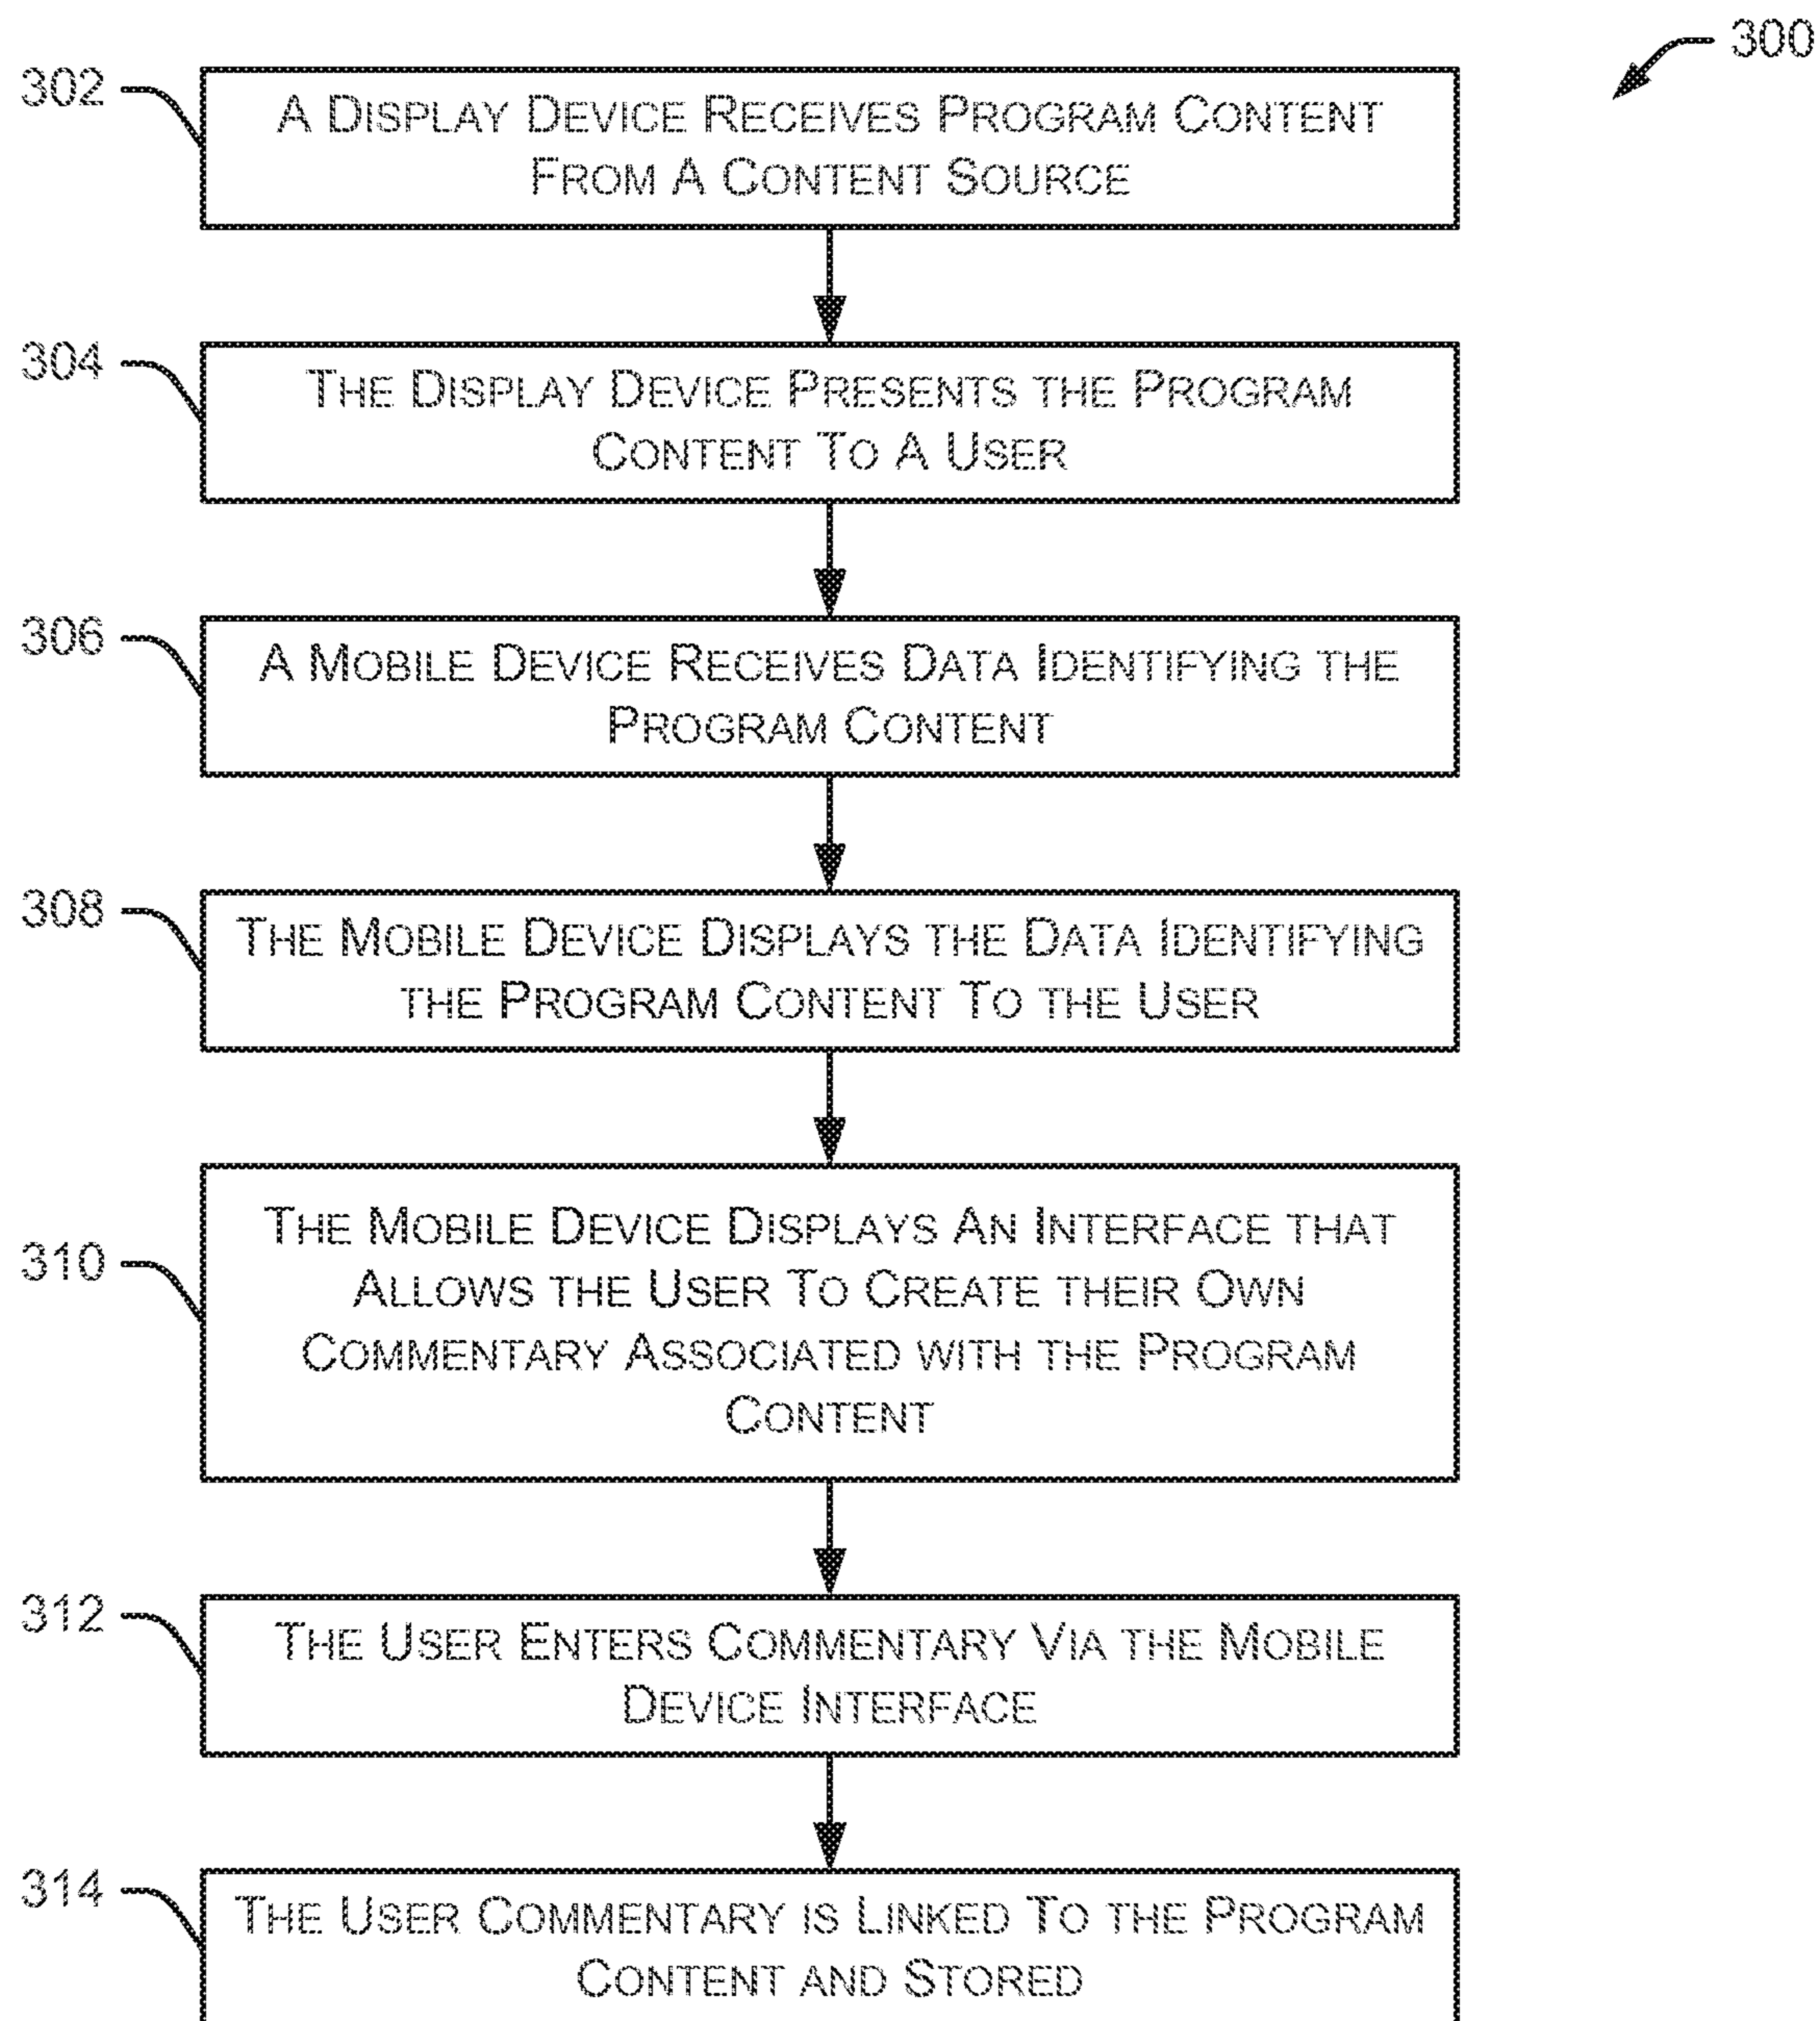 300
302
A DISPLAY DEVICE RECEIVES PROGRAM CONTENT
FROM A CONTENT SOURCE
304
THE DISPLAY DEVICE PRESENTS THE PROGRAM
CONTENT TO A USER
306
A MOBILE DEVICE RECEIVES DATA IDENTIFYING THE
PROGRAM CONTENT
308
THE MOBILE DEVICE DISPLAYS THE DATA IDENTIFYING
THE PROGRAM CONTENT TO THE USER
310
THE MOBILE DEVICE DISPLAYS AN INTERFACE THAT
ALLOWS THE USER TO CREATE THEIR OWN
COMMENTARY ASSOCIATED WITH THE PROGRAM
CONTENT
312
THE USER ENTERS COMMENTARY VIA THE MOBILE
DEVICE INTERFACE
314
THE USER COMMENTARY IS LINKED TO THE PROGRAM
CONTENT AND STORED